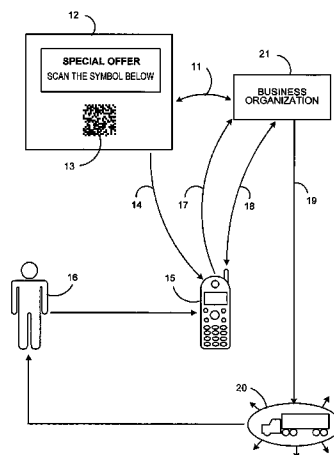 12
SPECIAL OFFER
SCAN THE SYMBOL BELOW
13
11
21
BUSINESS
ORGANIZATION
14
17
18
19
16
15
20